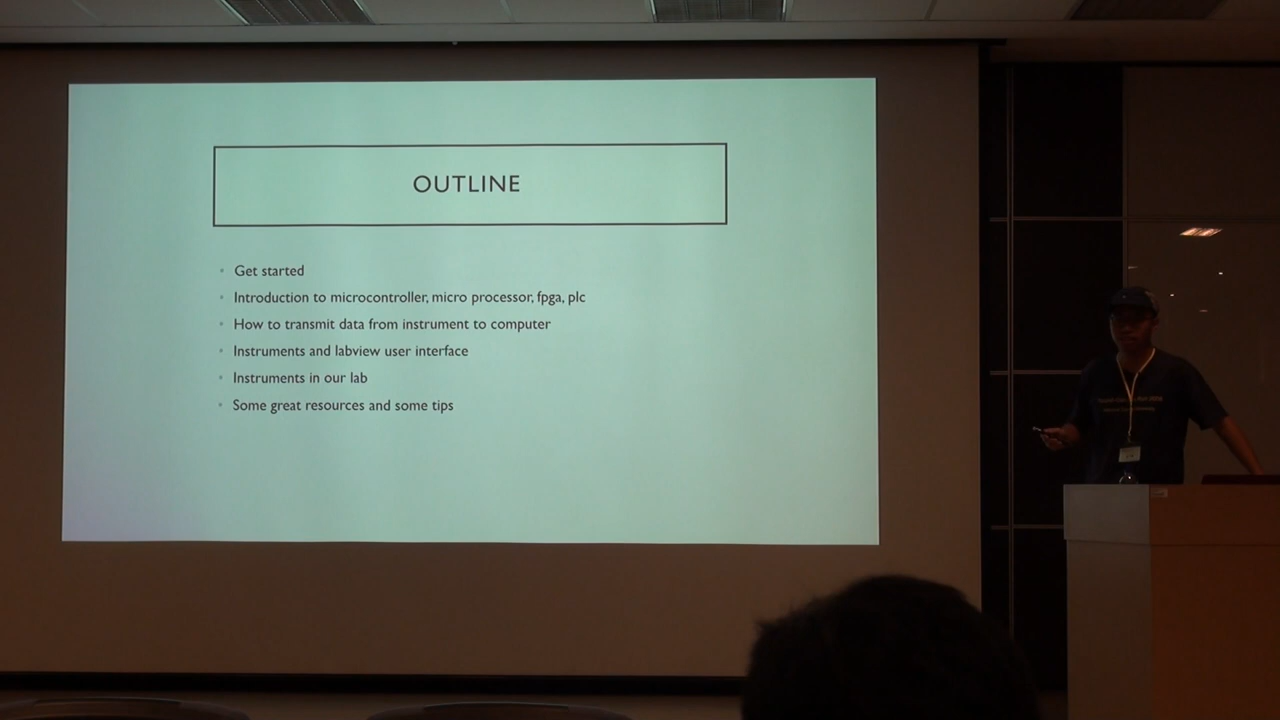 OUTLINE
Get started
Introduction to microcontroller, micro processor, fpga, plc
How to transmit data from instrument to computer
Instruments and labview user interface
Instruments in our lab
Some great resources and some tips